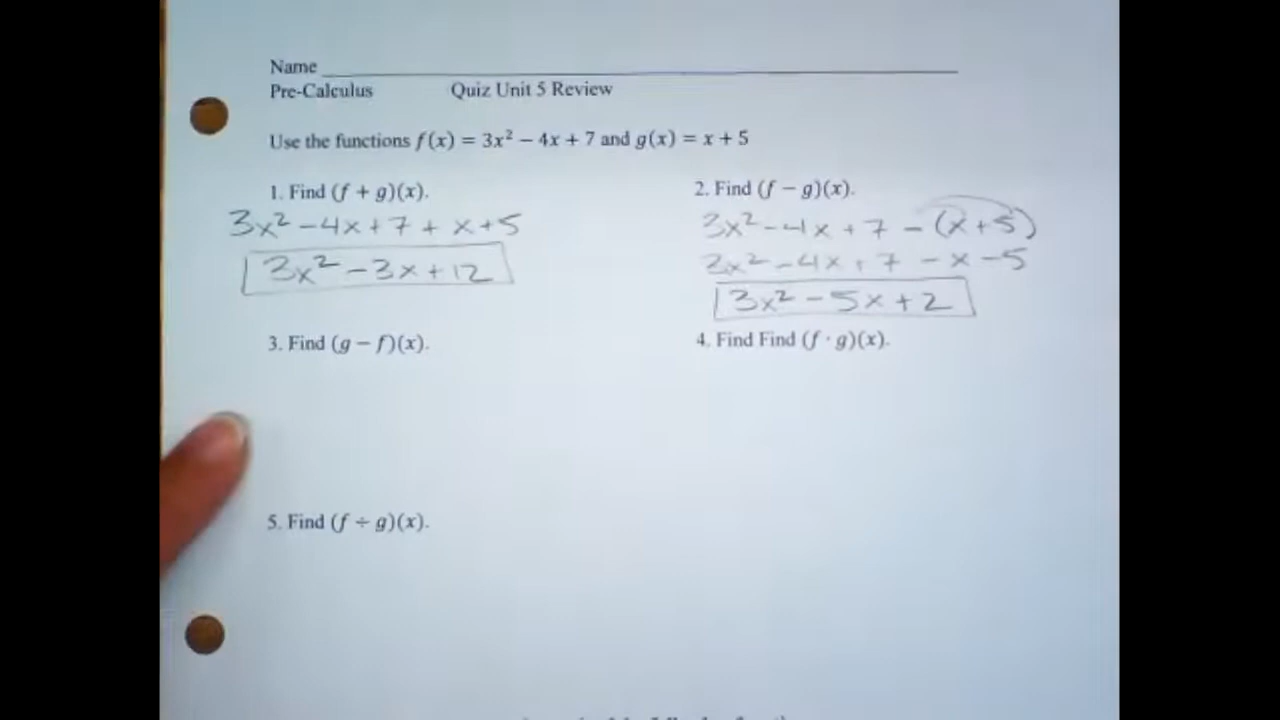 Name
Pre-Calculus Quiz Unit 5 Review
Use the functions f(x) = 3x² − 4x + 7 and g(x) = x + 5
1. Find (f + g)(x).
3x² − 4x + 7 + x + 5
3x² − 3x + 12
2. Find (f − g)(x).
3x² − 4x + 7 − (x + 5)
3x² − 4x + 7 − x − 5
3x² − 5x + 2
3. Find (g − f)(x).
4. Find Find (f · g)(x).
5. Find (f ÷ g)(x).